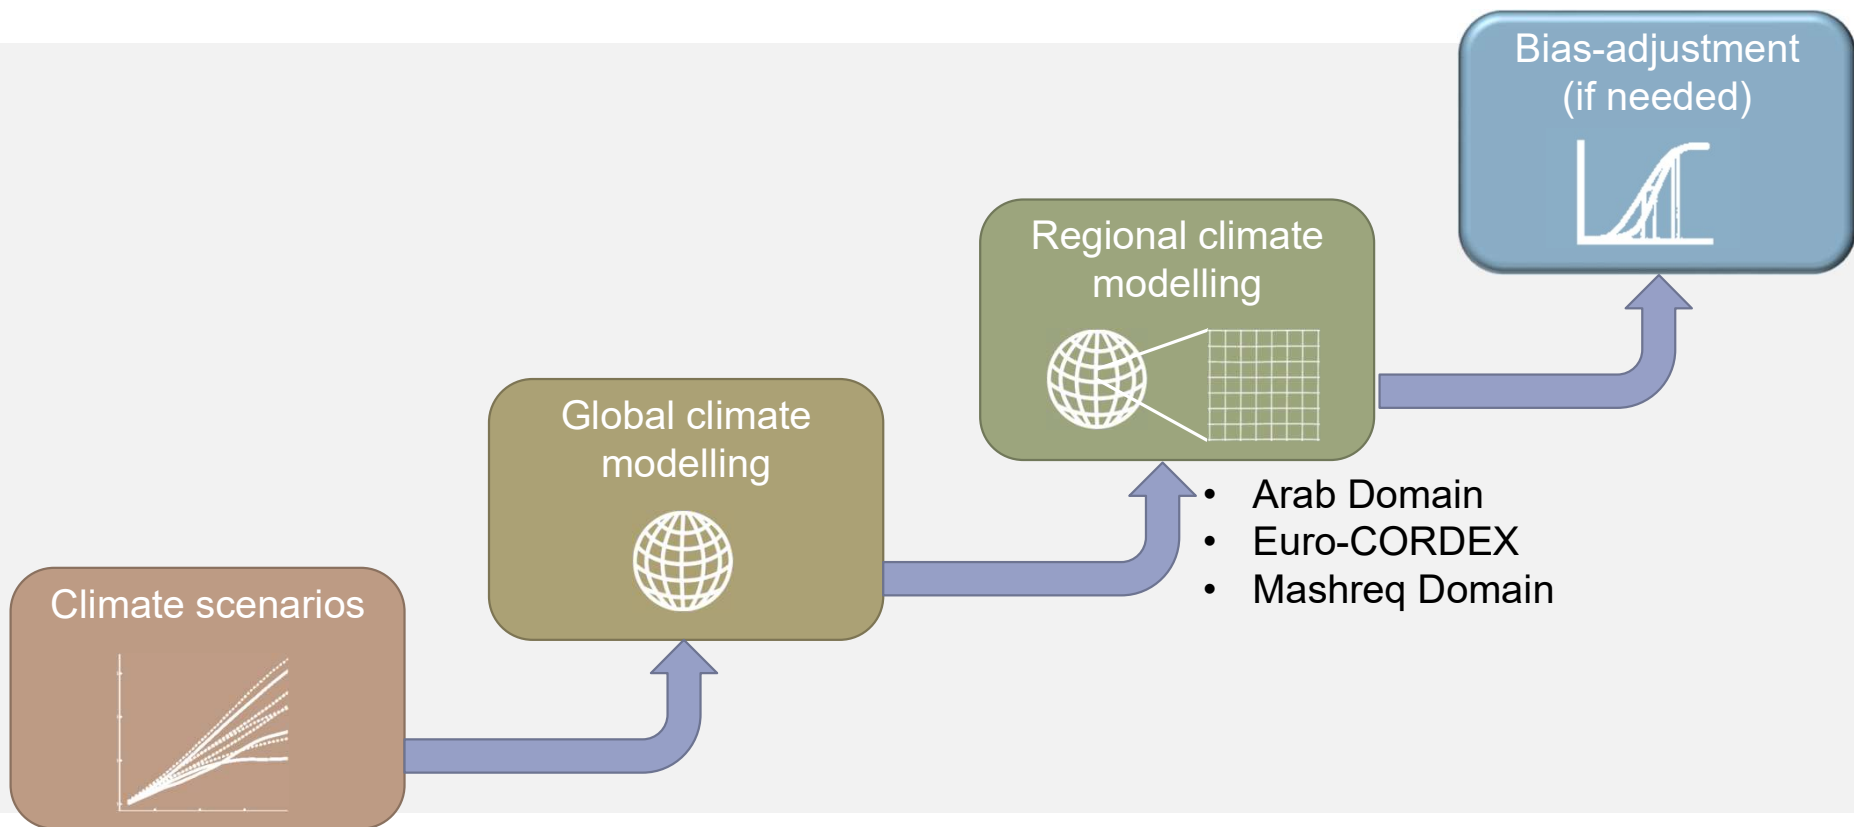 Bias-adjustment
(if needed)
Regional climate
modelling
Global climate
modelling
• Arab Domain
• Euro-CORDEX
• Mashreq Domain
Climate scenarios